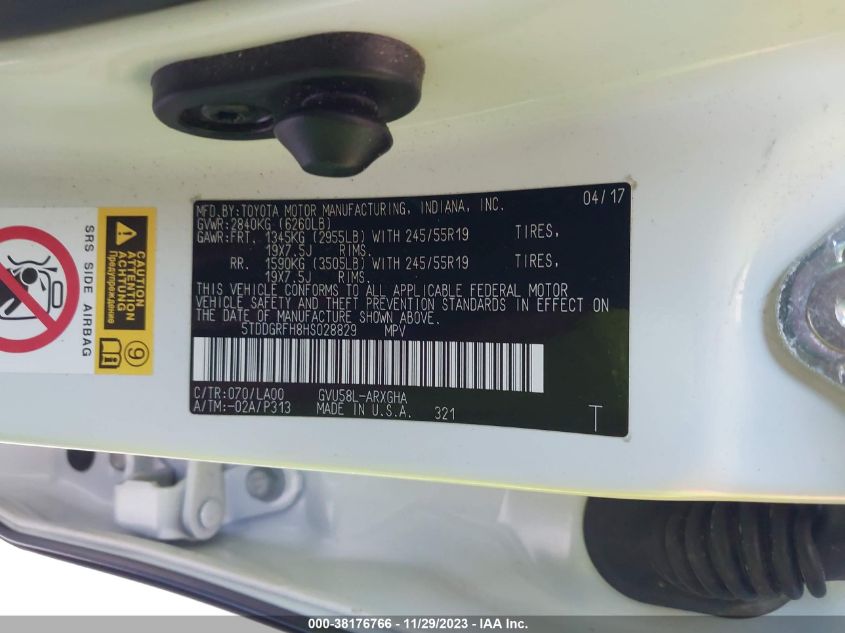 04/17
MFD.BY:TOYOTA MOTOR MANUFACTURING, INDIANA, INC.
GVWR:2840KG (6260LB)
GAWR:FRT. 1345KG (2955LB) WITH 245/55R19 TIRES,
19X7.5J RIMS.
RR. 1590KG (3505LB) WITH 245/55R19 TIRES,
19X7.5J RIMS.
THIS VEHICLE CONFORMS TO ALL APPLICABLE FEDERAL MOTOR
VEHICLE SAFETY AND THEFT PREVENTION STANDARDS IN EFFECT ON
THE DATE OF MANUFACTURE SHOWN ABOVE.
5TDDGRFH8HS028829 MPV
C/TR:070/LA00 GVU58L-ARXGHA
A/TM:-02A/P313 MADE IN U.S.A. 321
T
SRS SIDE AIRBAG
CAUTION
ATTENTION
ACHTUNG
Предупреждение
9
000-38176766 - 11/29/2023 - IAA Inc.